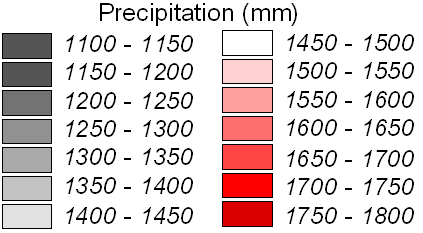 Precipitation (mm)
1100 - 1150
1150 - 1200
1200 - 1250
1250 - 1300
1300 - 1350
1350 - 1400
1400 - 1450
1450 - 1500
1500 - 1550
1550 - 1600
1600 - 1650
1650 - 1700
1700 - 1750
1750 - 1800